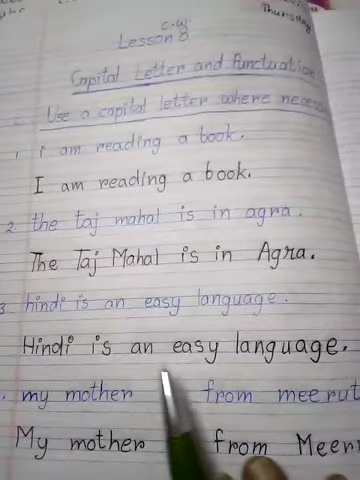 C.W.
Thursday
Lesson 8
Capital Letter and Punctuation
Use a capital letter where
1. i am reading a book.
I am reading a book.
2. the taj mahal is in agra.
The Taj Mahal is in Agra.
3 hindi is an easy language.
Hindi is an easy language.
my mother from meerut
My mother from